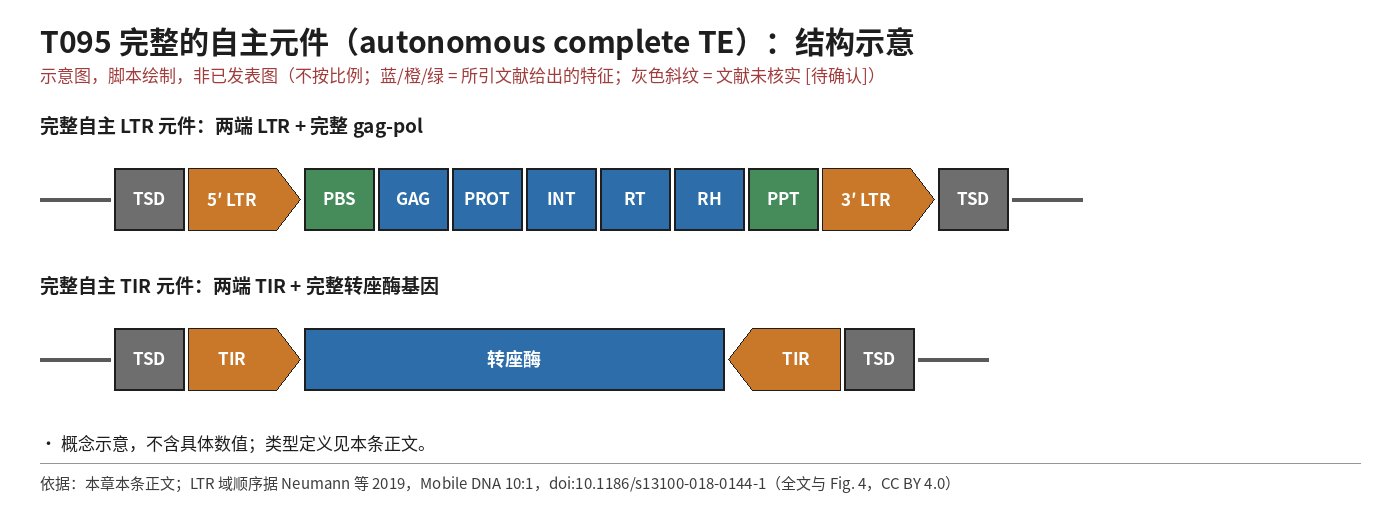 T095 完整的自主元件（autonomous complete TE）：结构示意
示意图，脚本绘制，非已发表图（不按比例；蓝/橙/绿 = 所引文献给出的特征；灰色斜纹 = 文献未核实 [待确认]）
完整自主 LTR 元件：两端 LTR + 完整 gag-pol
TSD 5′ LTR PBS GAG PROT INT RT RH PPT 3′ LTR TSD
完整自主 TIR 元件：两端 TIR + 完整转座酶基因
TSD TIR 转座酶 TIR TSD
・ 概念示意，不含具体数值；类型定义见本条正文。
依据：本章本条正文；LTR 域顺序据 Neumann 等 2019，Mobile DNA 10:1，doi:10.1186/s13100-018-0144-1（全文与 Fig. 4，CC BY 4.0）